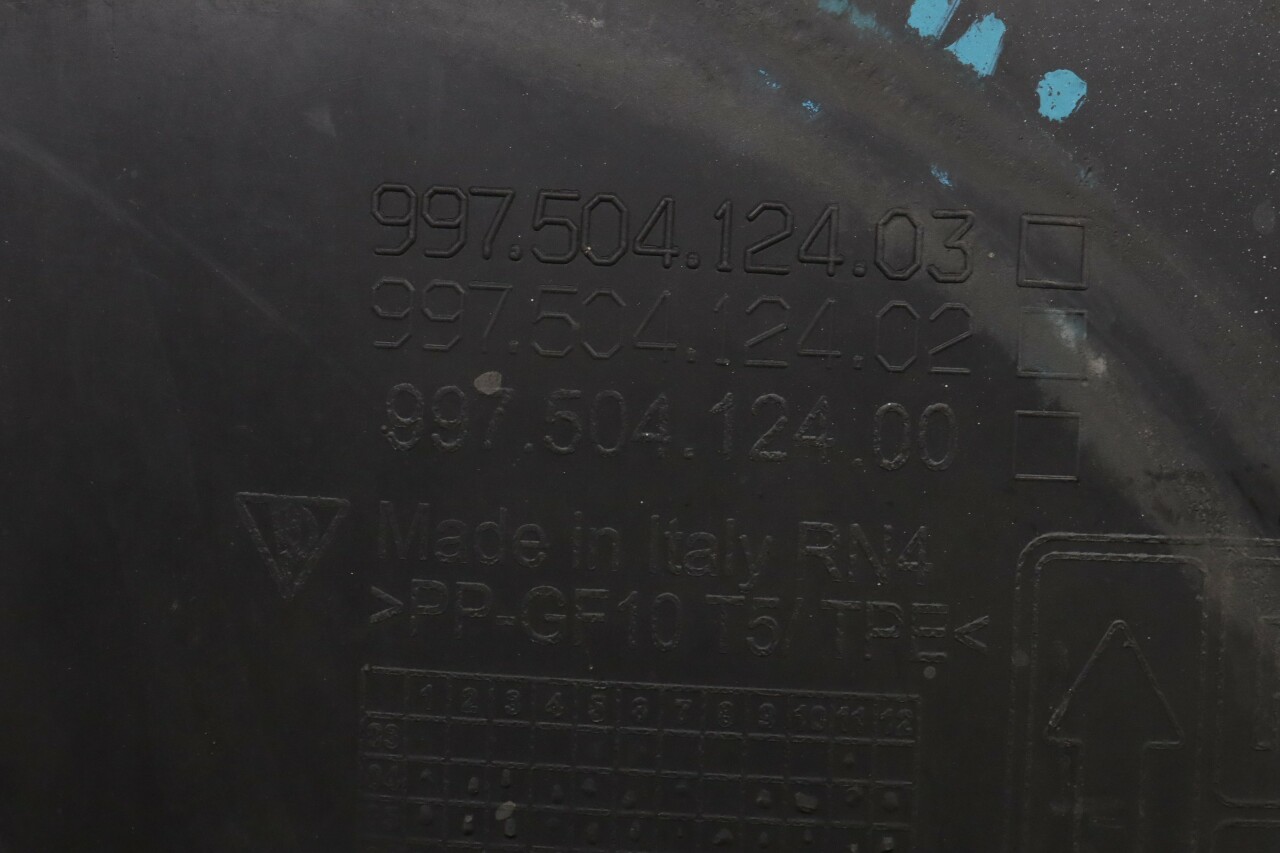 997.504.124.03
997.504.124.02
997.504.124.00
Made in Italy RN4
>PP-GF10 T5/TPE<
1 2 3 4 5 6 7 8 9 10 11 12